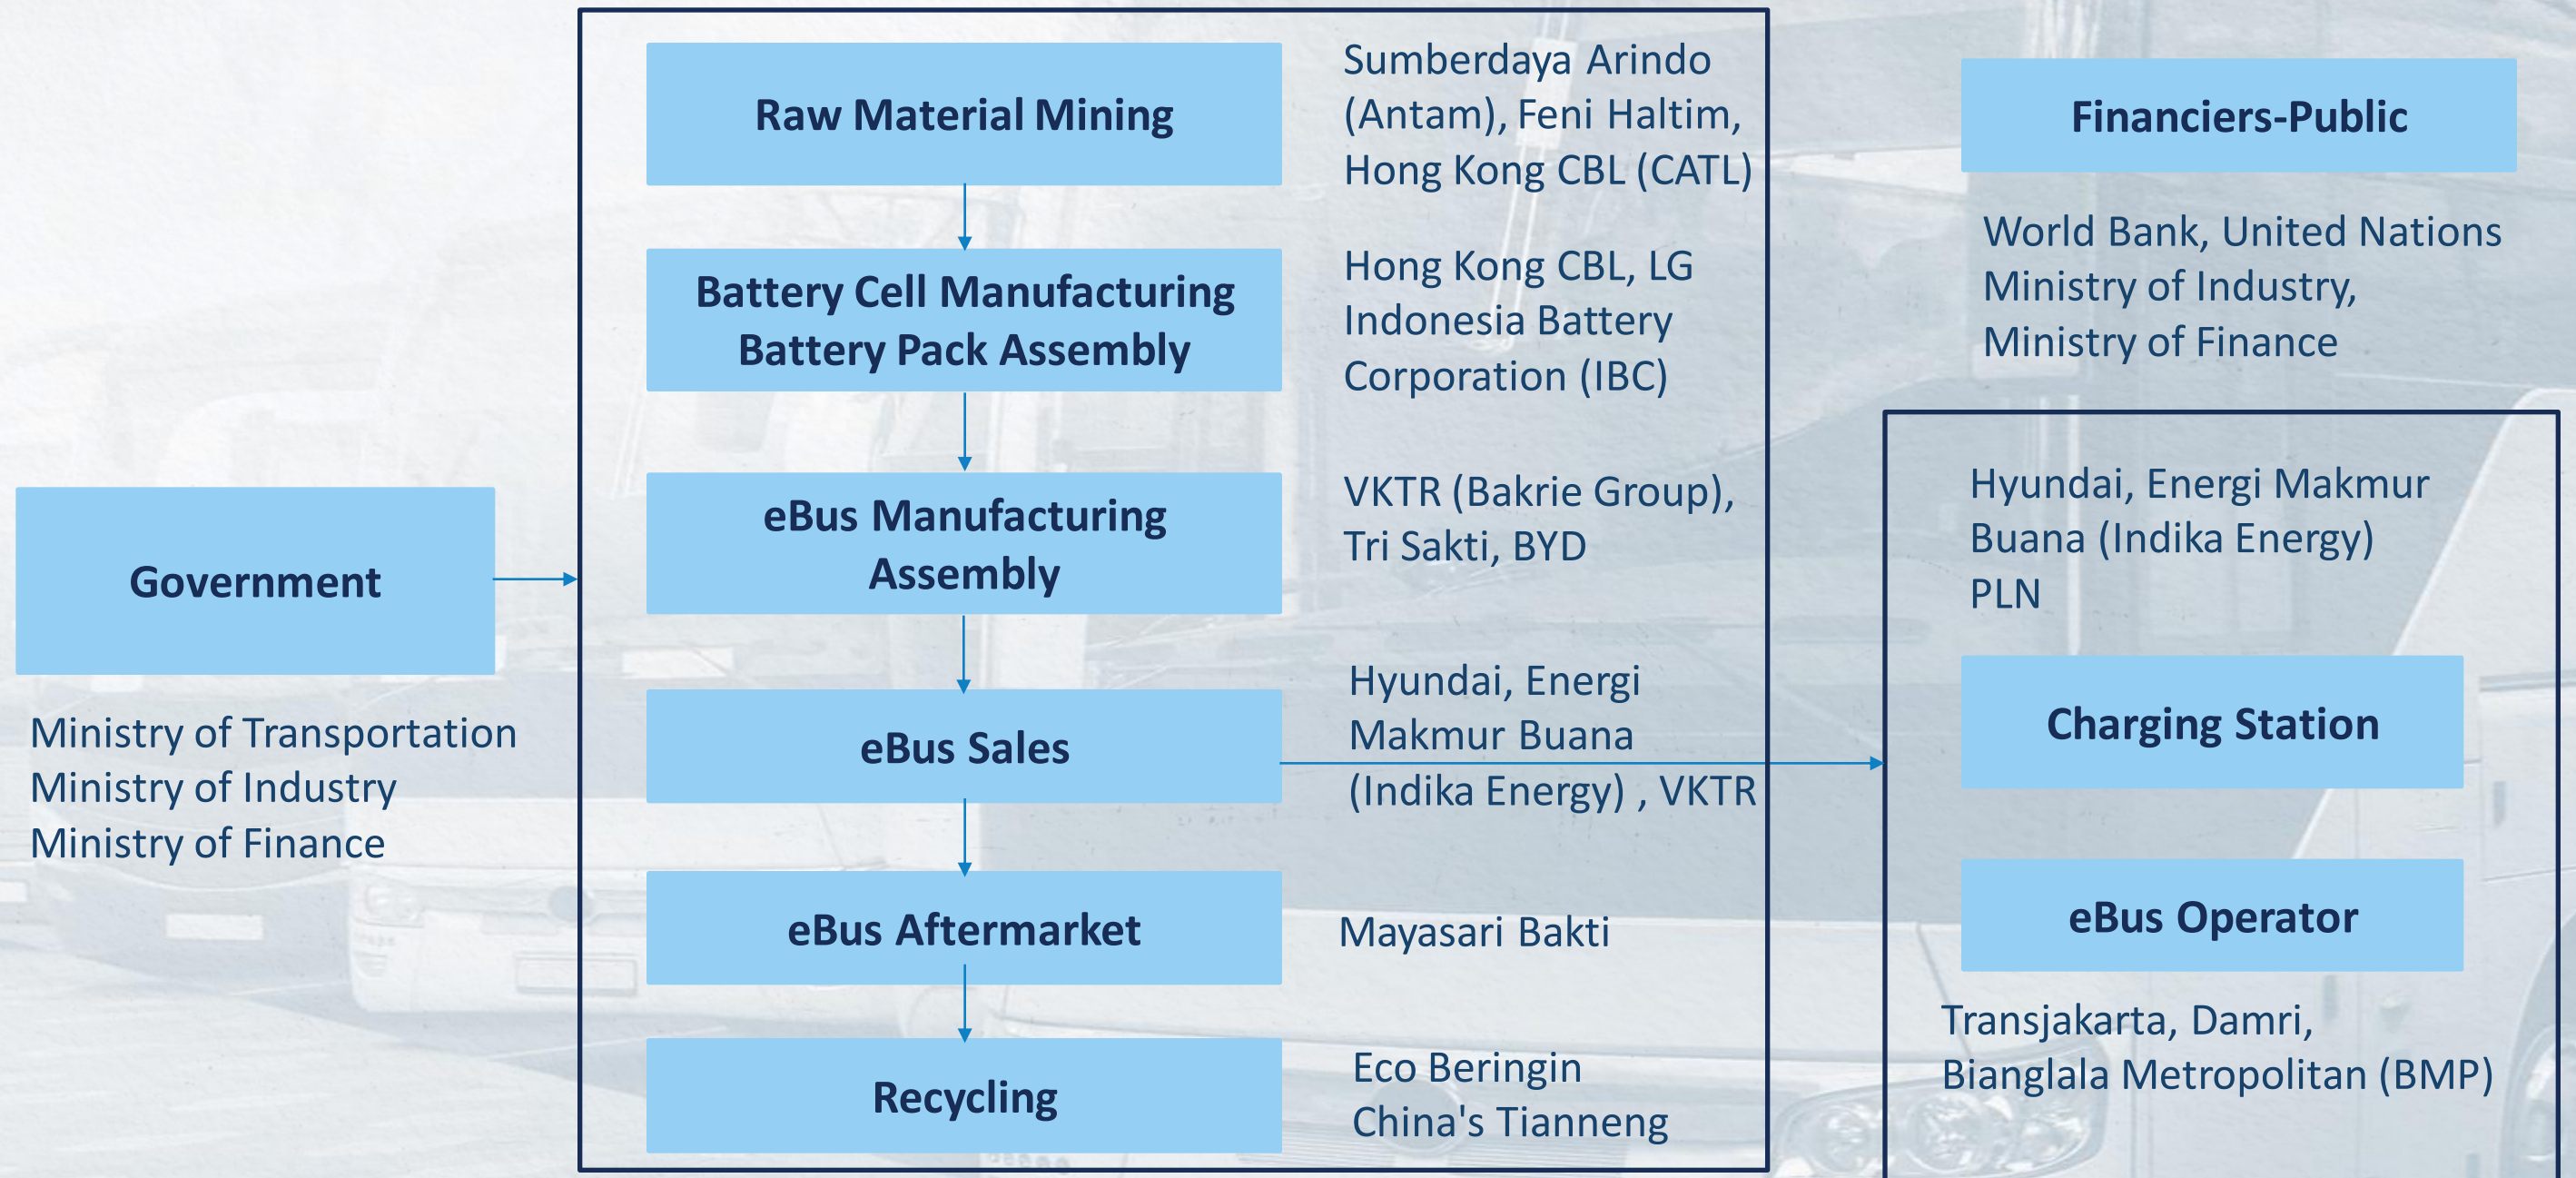 Government
Ministry of Transportation
Ministry of Industry
Ministry of Finance
Raw Material Mining
Sumberdaya Arindo
(Antam), Feni Haltim,
Hong Kong CBL (CATL)
Battery Cell Manufacturing
Battery Pack Assembly
Hong Kong CBL, LG
Indonesia Battery
Corporation (IBC)
eBus Manufacturing
Assembly
VKTR (Bakrie Group),
Tri Sakti, BYD
eBus Sales
Hyundai, Energi
Makmur Buana
(Indika Energy) , VKTR
eBus Aftermarket
Mayasari Bakti
Recycling
Eco Beringin
China's Tianneng
Financiers-Public
World Bank, United Nations
Ministry of Industry,
Ministry of Finance
Hyundai, Energi Makmur
Buana (Indika Energy)
PLN
Charging Station
eBus Operator
Transjakarta, Damri,
Bianglala Metropolitan (BMP)